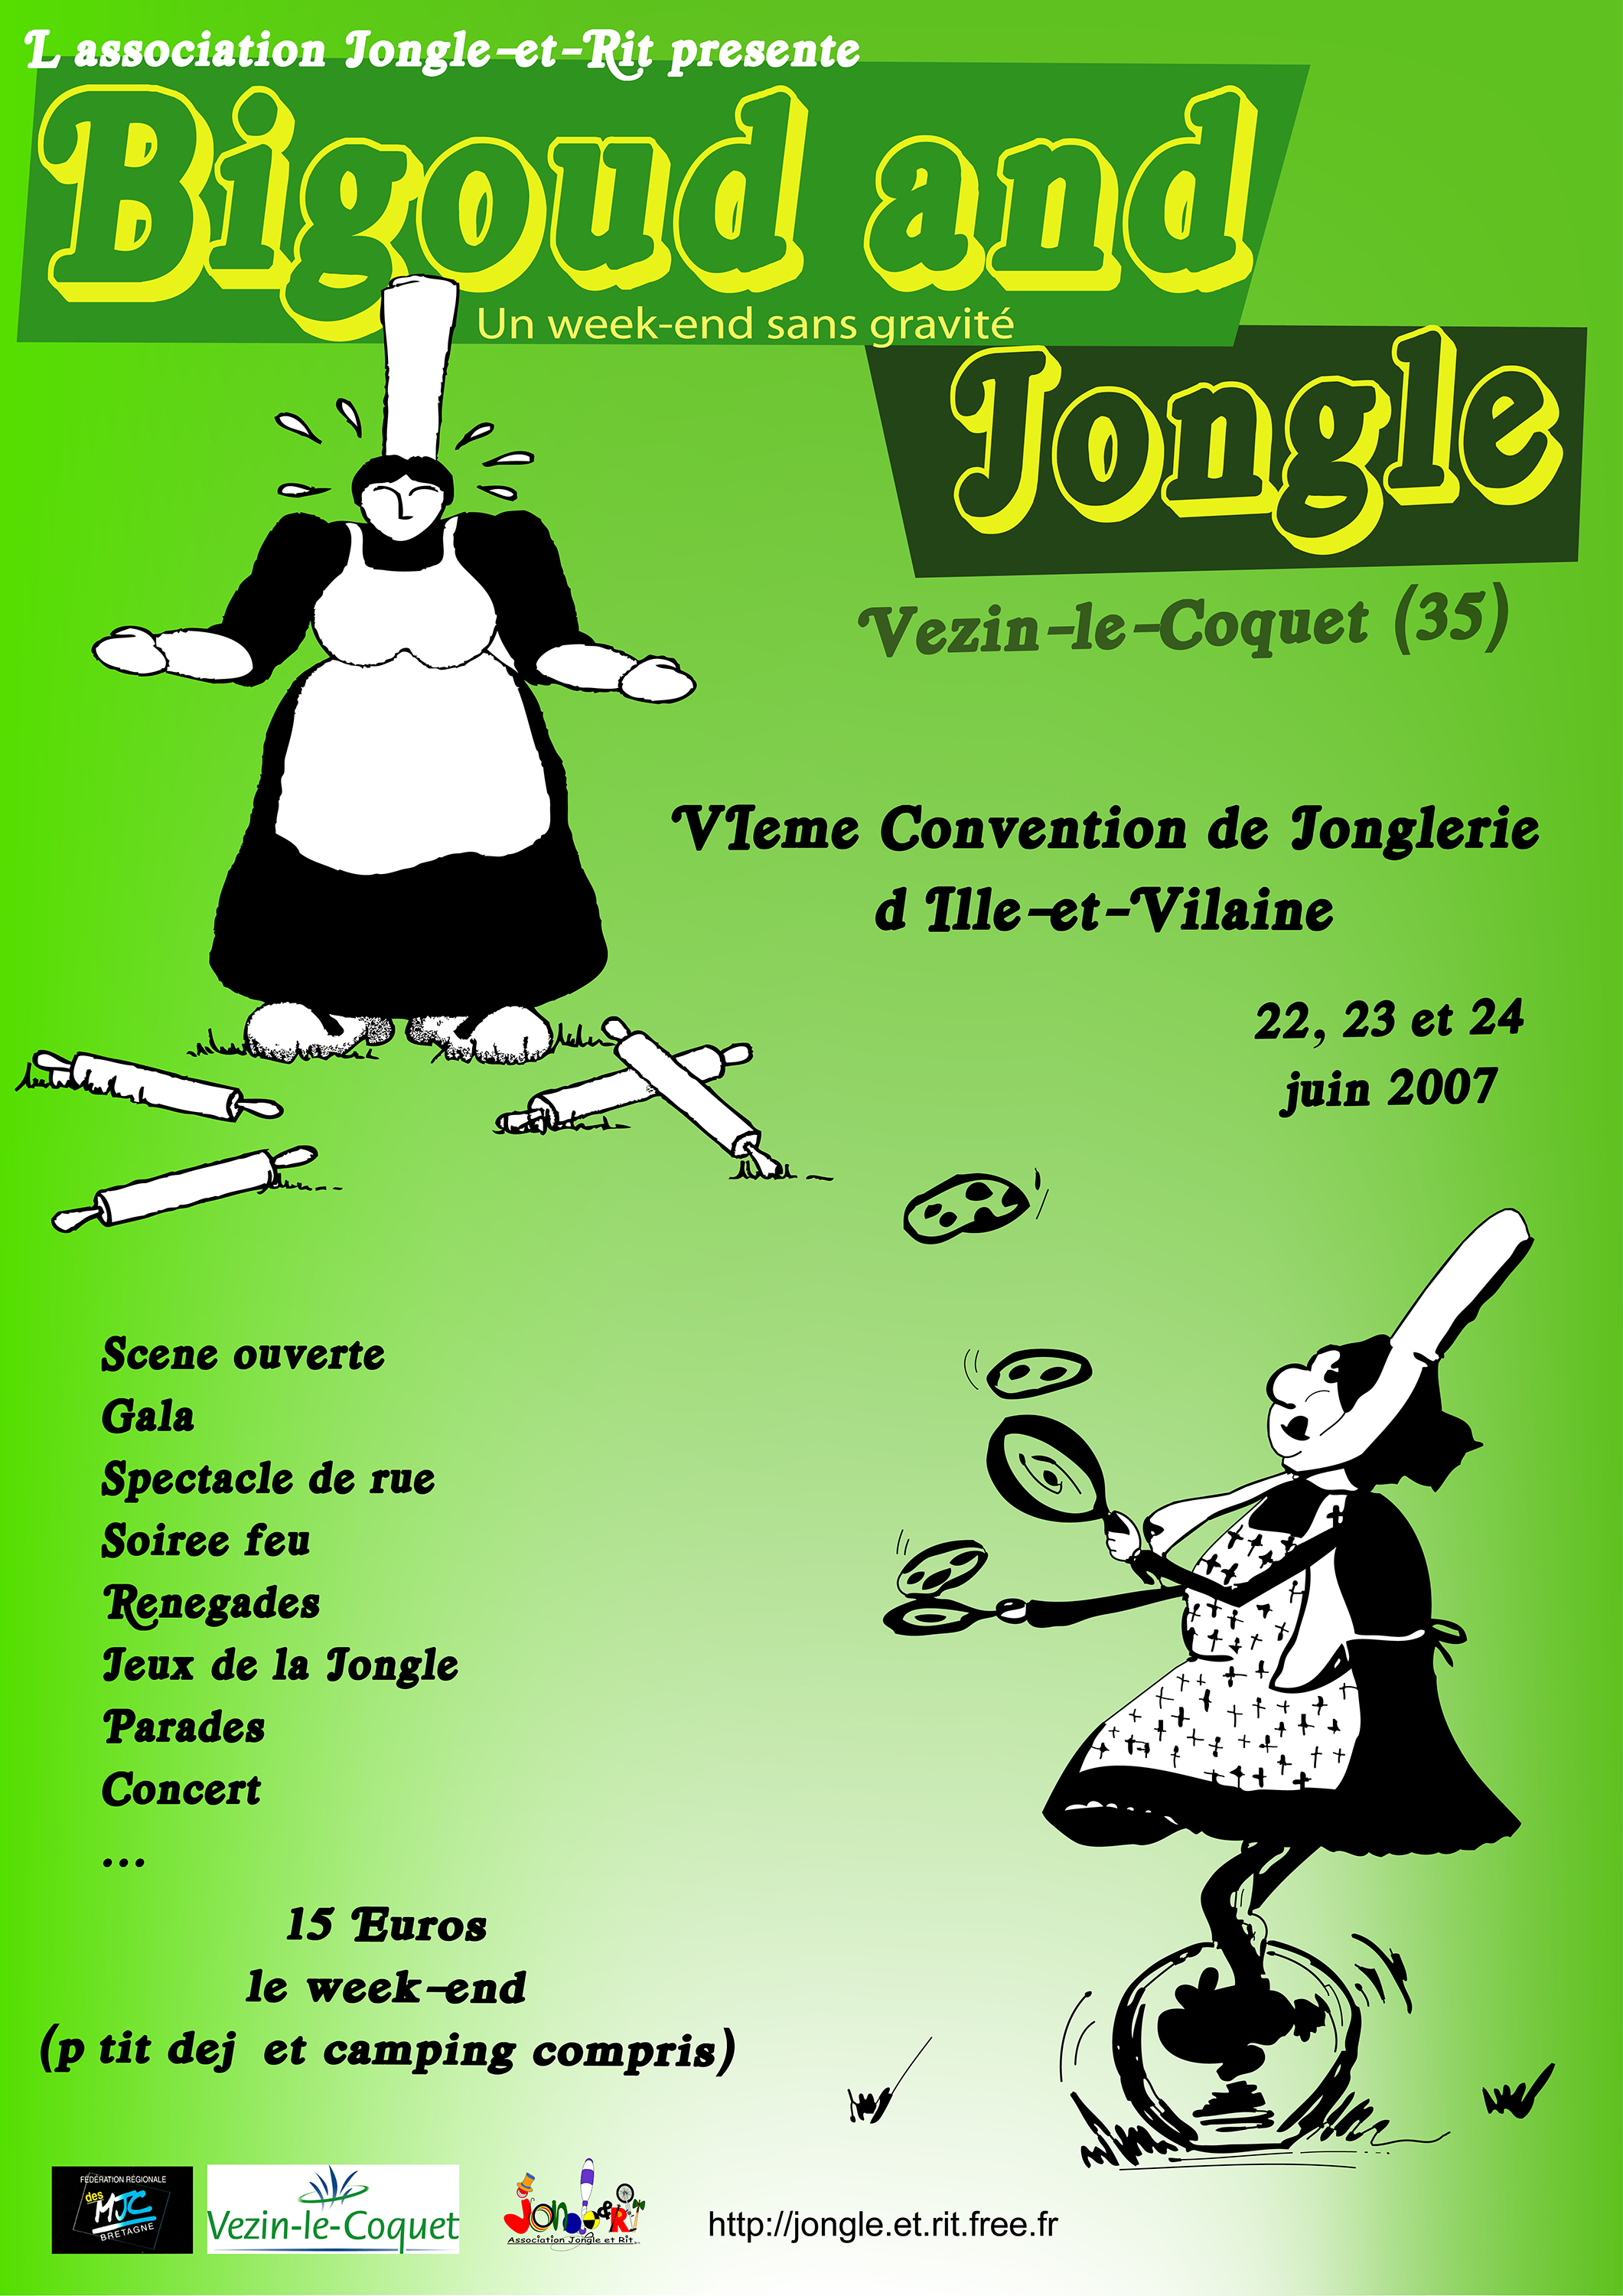 L association Jongle-et-Rit presente
Bigoud and
Un week-end sans gravité
Jongle
Vezin-le-Coquet (35)
VIeme Convention de Jonglerie
d Ille-et-Vilaine
22, 23 et 24
juin 2007
Scene ouverte
Gala
Spectacle de rue
Soiree feu
Renegades
Jeux de la Jongle
Parades
Concert
...
15 Euros
le week-end
(p tit dej et camping compris)
FÉDÉRATION RÉGIONALE
des
MJC
BRETAGNE
Vezin-le-Coquet
Jongl&Rit
Association Jongle et Rit
http://jongle.et.rit.free.fr